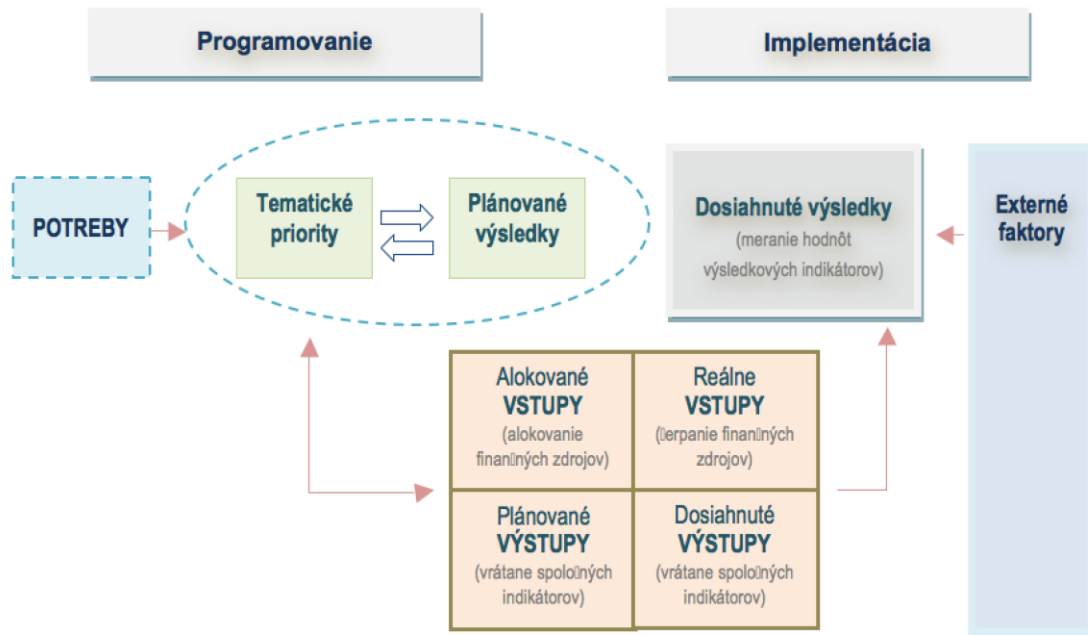 Programovanie
Implementácia
POTREBY
Tematické
priority
Plánované
výsledky
Dosiahnuté výsledky
(meranie hodnôt
výsledkových indikátorov)
Externé
faktory
Alokované
VSTUPY
(alokovanie
finan▯ných zdrojov)
Reálne
VSTUPY
(▯erpanie finan▯ných
zdrojov)
Plánované
VÝSTUPY
(vrátane spolo▯ných
indikátorov)
Dosiahnuté
VÝSTUPY
(vrátane spolo▯ných
indikátorov)